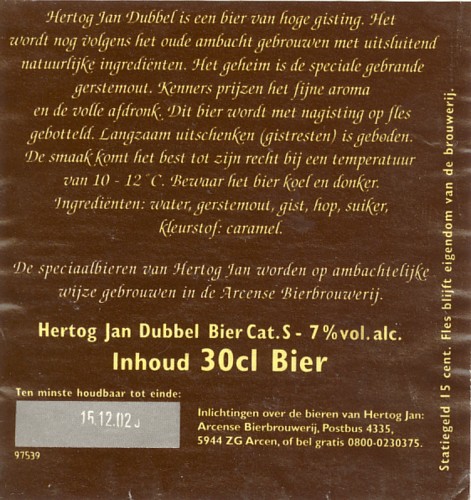 Hertog Jan Dubbel is een bier van hoge gisting. Het
wordt nog volgens het oude ambacht gebrouwen met uitsluitend
natuurlijke ingrediënten. Het geheim is de speciale gebrande
gerstemout. Kenners prijzen het fijne aroma
en de volle afdronk. Dit bier wordt met nagisting op fles
gebotteld. Langzaam uitschenken (gistresten) is geboden.
De smaak komt het best tot zijn recht bij een temperatuur
van 10 - 12 °C. Bewaar het bier koel en donker.
Ingrediënten: water, gerstemout, gist, hop, suiker,
kleurstof: caramel.
De speciaalbieren van Hertog Jan worden op ambachtelijke
wijze gebrouwen in de Arcense Bierbrouwerij.
Hertog Jan Dubbel Bier Cat. S - 7 % vol. alc.
Inhoud 30cl Bier
Ten minste houdbaar tot einde:
15.12.02
97539
Inlichtingen over de bieren van Hertog Jan:
Arcense Bierbrouwerij, Postbus 4335,
5944 ZG Arcen, of bel gratis 0800-0230375.
Statiegeld 15 cent. Fles blijft eigendom van de brouwerij.